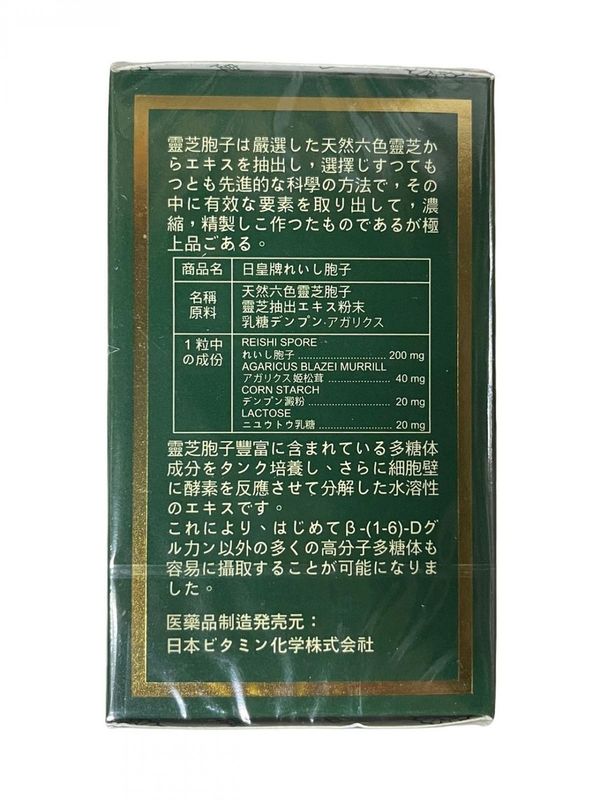 靈芝胞子は嚴選した天然六色靈芝か
らエキスを抽出し，選擇じすつても
つとも先進的な科學の方法で，その
中に有效な要素を取り出して，濃
縮，精製しこ作つたものであるが極
上品ごある。
商品名 日皇牌れいし胞子
名稱 天然六色靈芝胞子
原料 靈芝抽出エキス粉末
乳糖デンプン·アガリクス
1粒中 REISHI SPORE
の成份 れいし胞子 ........................ 200 mg
AGARICUS BLAZEI MURRILL
アガリクス姬松茸 .................. 40 mg
CORN STARCH
デンプン澱粉 ........................ 20 mg
LACTOSE
ニユウトウ乳糖 ..................... 20 mg
靈芝胞子豐富に含まれている多糖体
成分をタンク培養し、さらに細胞壁
に酵素を反應させて分解した水溶性
のエキスです。
これにより、はじめてβ-(1-6)-Dグ
ルカン以外の多くの高分子多糖体も
容易に攝取することが可能になりま
した。
医藥品制造発売元：
日本ビタミン化学株式会社